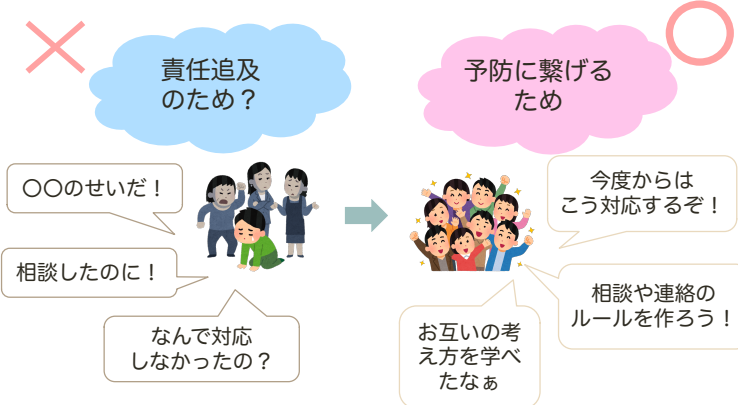 責任追及
のため？
予防に繋げる
ため
〇〇のせいだ！
相談したのに！
なんで対応
しなかったの？
今度からは
こう対応するぞ！
相談や連絡の
ルールを作ろう！
お互いの考
え方を学べ
たなぁ